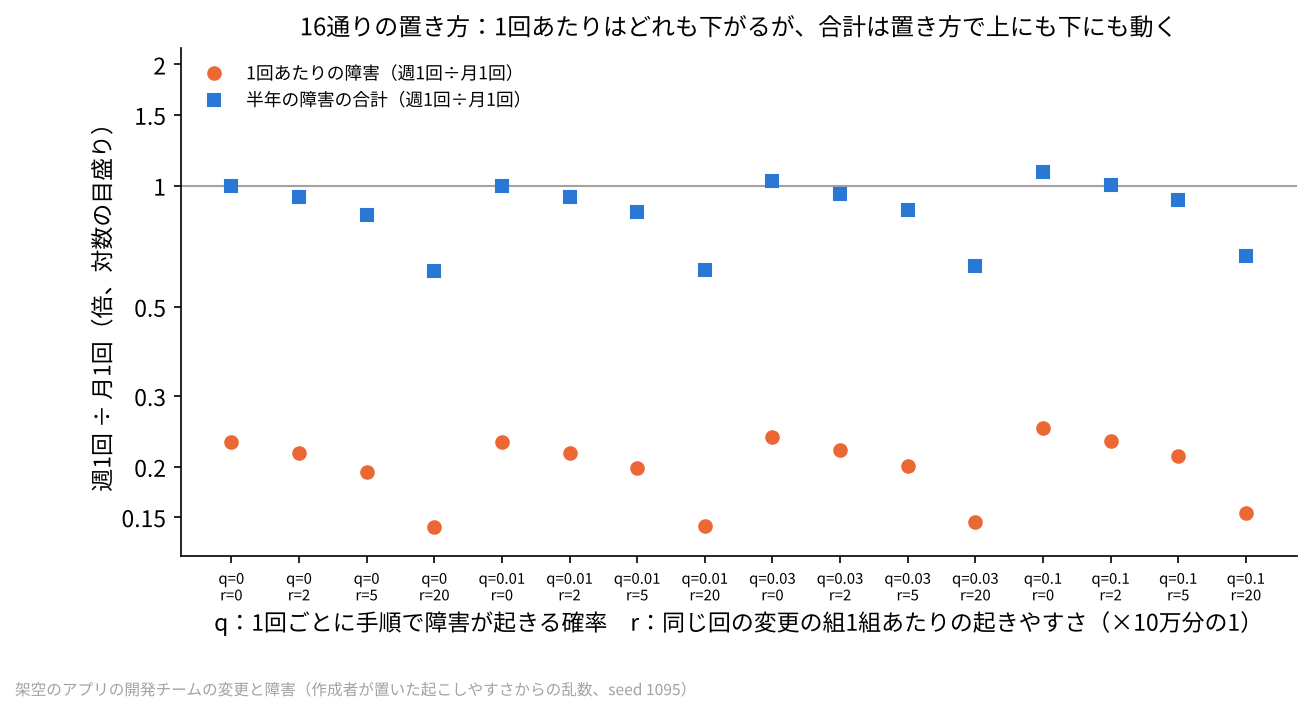 16通りの置き方：1回あたりはどれも下がるが、合計は置き方で上にも下にも動く
1回あたりの障害（週1回÷月1回）
半年の障害の合計（週1回÷月1回）
週1回 ÷ 月1回（倍、対数の目盛り）
2
1.5
1
0.5
0.3
0.2
0.15
q=0 q=0 q=0 q=0 q=0.01 q=0.01 q=0.01 q=0.01 q=0.03 q=0.03 q=0.03 q=0.03 q=0.1 q=0.1 q=0.1 q=0.1
r=0 r=2 r=5 r=20 r=0 r=2 r=5 r=20 r=0 r=2 r=5 r=20 r=0 r=2 r=5 r=20
q：1回ごとに手順で障害が起きる確率　r：同じ回の変更の組1組あたりの起きやすさ（×10万分の1）
架空のアプリの開発チームの変更と障害（作成者が置いた起こしやすさからの乱数、seed 1095）